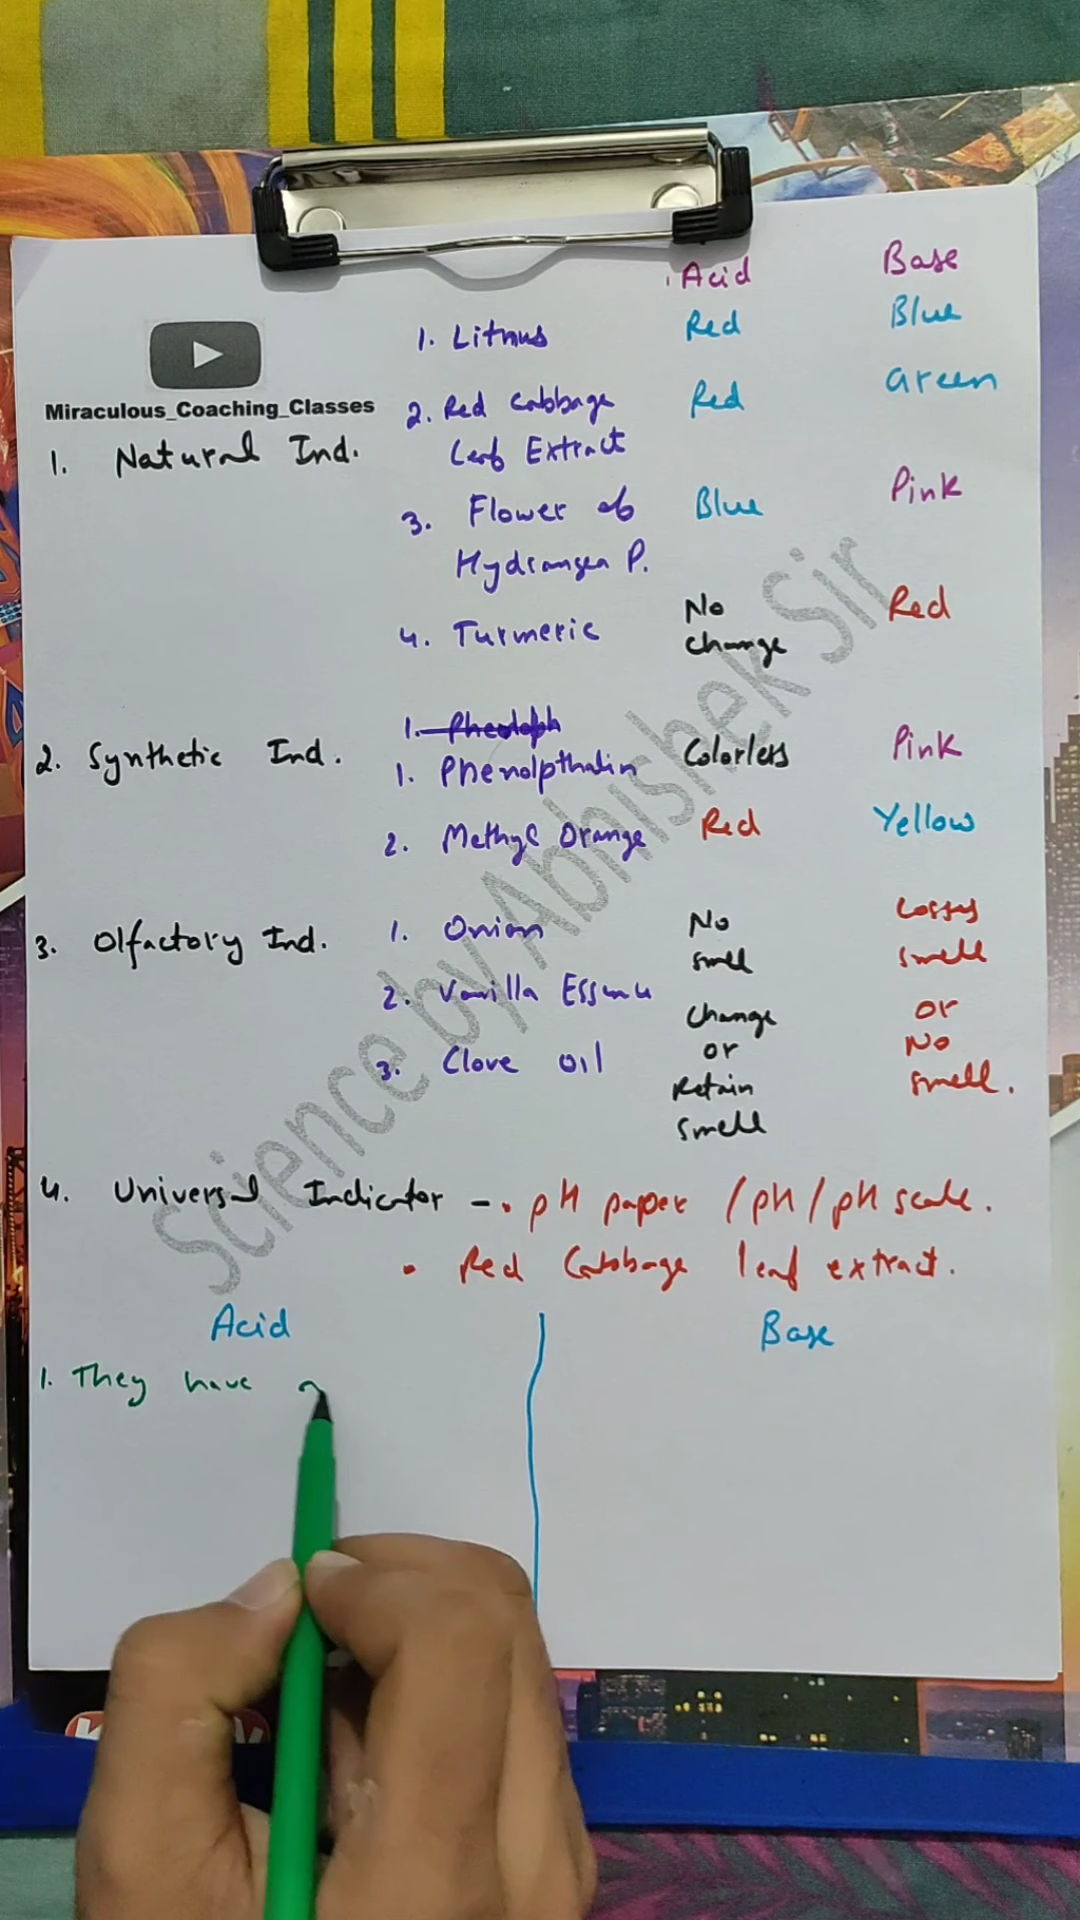 Acid Base
1. Litmus Red Blue
Miraculous_Coaching_Classes
2. Red Cabbage Red Green
Leaf Extract
1. Natural Ind.
3. Flower of Blue Pink
Hydrangea P.
4. Turmeric No Red
change
1. Pheolaph
2. Synthetic Ind.
1. Phenolpthalin Colorless Pink
2. Methyl Orange Red Yellow
3. Olfactory Ind.
1. Onion No Losses
smell smell
2. Vanilla Essence change or
3. Clove oil or No
Retain smell.
smell
4. Universal Indicator - • pH paper / pH / pH scale.
• Red Cabbage leaf extract.
Acid Base
1. They have
Science by Abhishek Sir